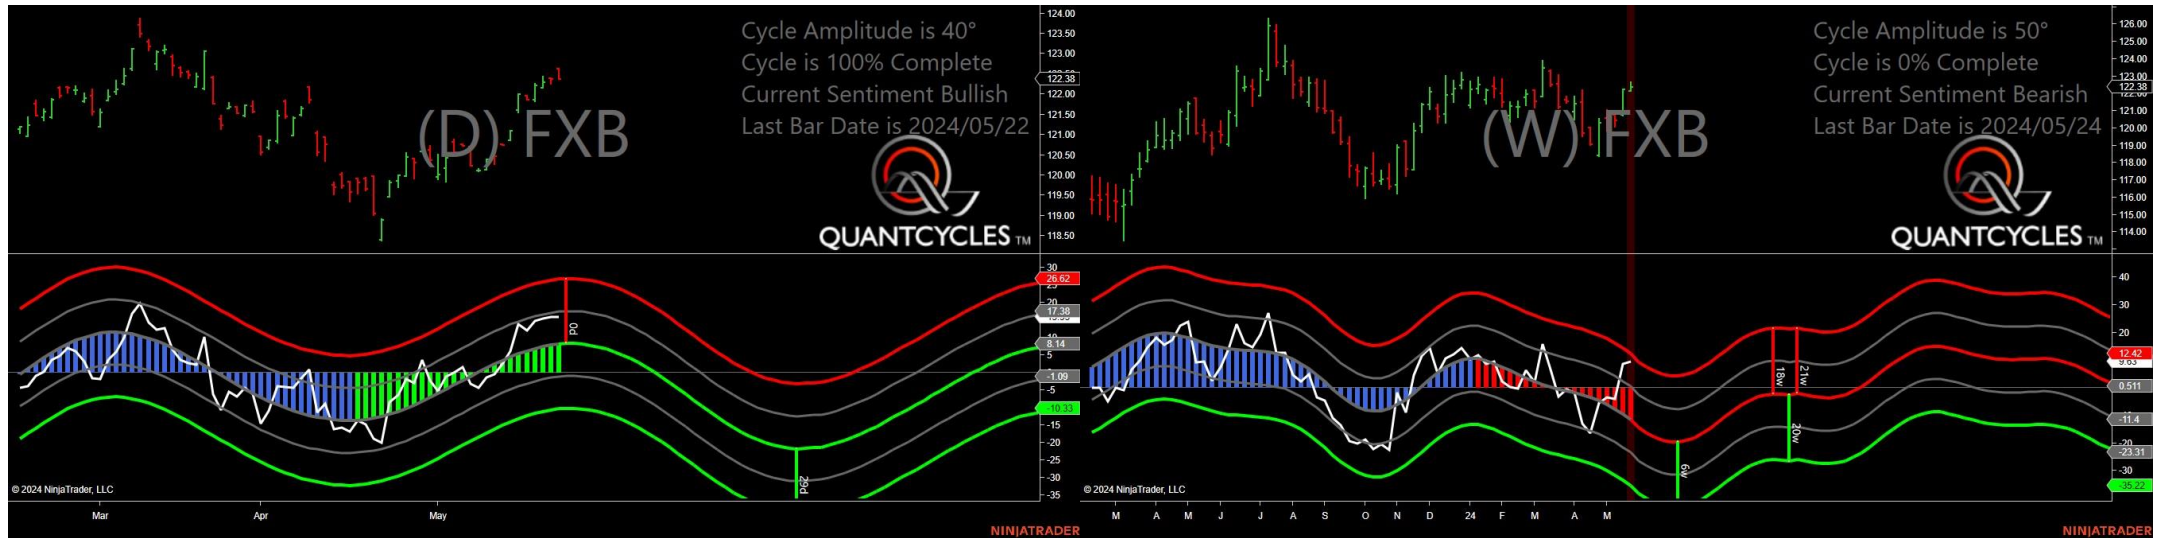 Cycle Amplitude is 40°
Cycle is 100% Complete
Current Sentiment Bullish
Last Bar Date is 2024/05/22
(D) FXB
QUANTCYCLES TM
124.00
123.50
123.00
122.38
122.00
121.50
121.00
120.50
120.00
119.50
119.00
118.50
30
26.62
20
17.38
8.14
5
-1.09
-5
-10.33
-15
-20
-25
-30
-35
0d
29d
© 2024 NinjaTrader, LLC
Mar Apr May
NINJATRADER
Cycle Amplitude is 50°
Cycle is 0% Complete
Current Sentiment Bearish
Last Bar Date is 2024/05/24
(W) FXB
QUANTCYCLES TM
126.00
125.00
124.00
123.00
122.38
121.00
120.00
119.00
118.00
117.00
116.00
115.00
114.00
40
30
20
12.42
9.63
0.511
-11.4
-20
-23.31
-30
-35.22
6w
18w
20w
21w
© 2024 NinjaTrader, LLC
M A M J J A S O N D 24 F M A M
NINJATRADER